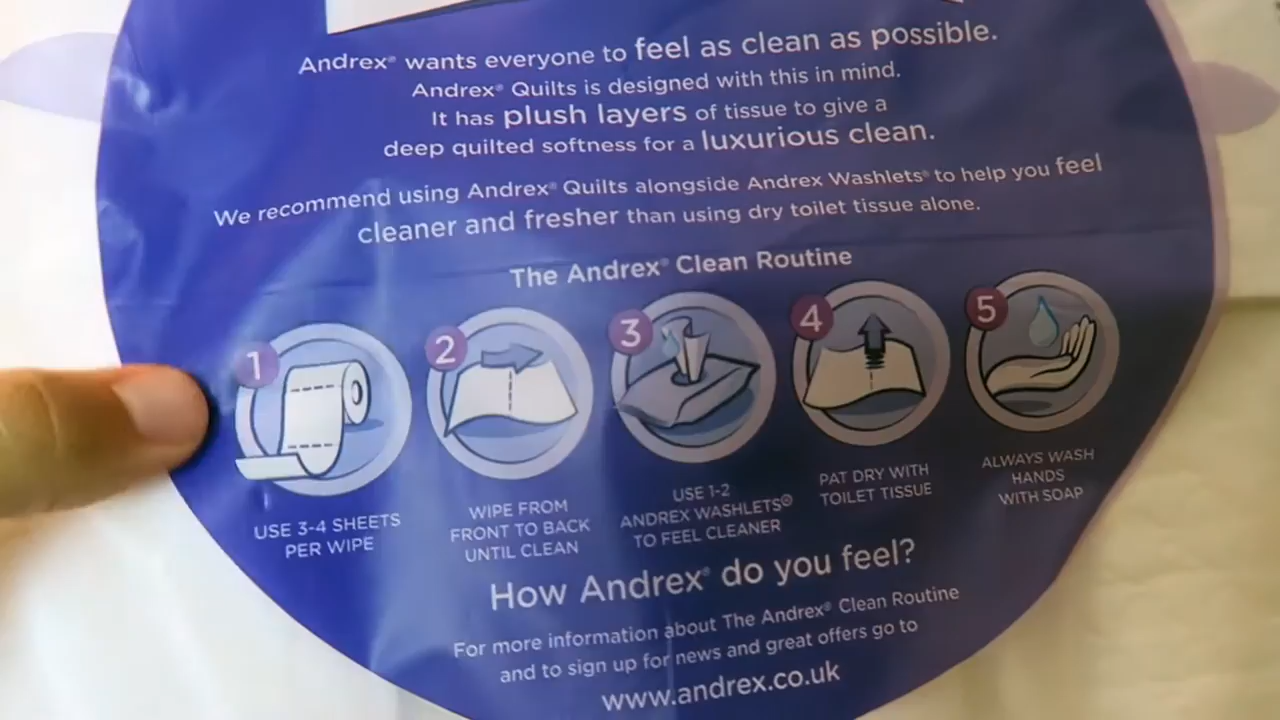 Andrex® wants everyone to feel as clean as possible.
Andrex® Quilts is designed with this in mind.
It has plush layers of tissue to give a
deep quilted softness for a luxurious clean.
We recommend using Andrex® Quilts alongside Andrex Washlets® to help you feel
cleaner and fresher than using dry toilet tissue alone.
The Andrex® Clean Routine
1
USE 3-4 SHEETS
PER WIPE
2
WIPE FROM
FRONT TO BACK
UNTIL CLEAN
3
USE 1-2
ANDREX WASHLETS®
TO FEEL CLEANER
4
PAT DRY WITH
TOILET TISSUE
5
ALWAYS WASH
HANDS
WITH SOAP
How Andrex® do you feel?
For more information about The Andrex® Clean Routine
and to sign up for news and great offers go to
www.andrex.co.uk